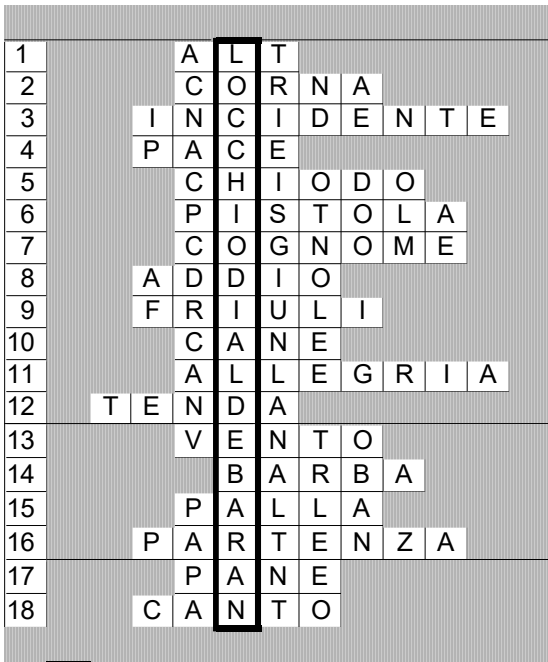 1 ALT
2 CORNA
3 INCIDENTE
4 PACE
5 CHIODO
6 PISTOLA
7 COGNOME
8 ADDIO
9 FRIULI
10 CANE
11 ALLEGRIA
12 TENDA
13 VENTO
14 BARBA
15 PALLA
16 PARTENZA
17 PANE
18 CANTO